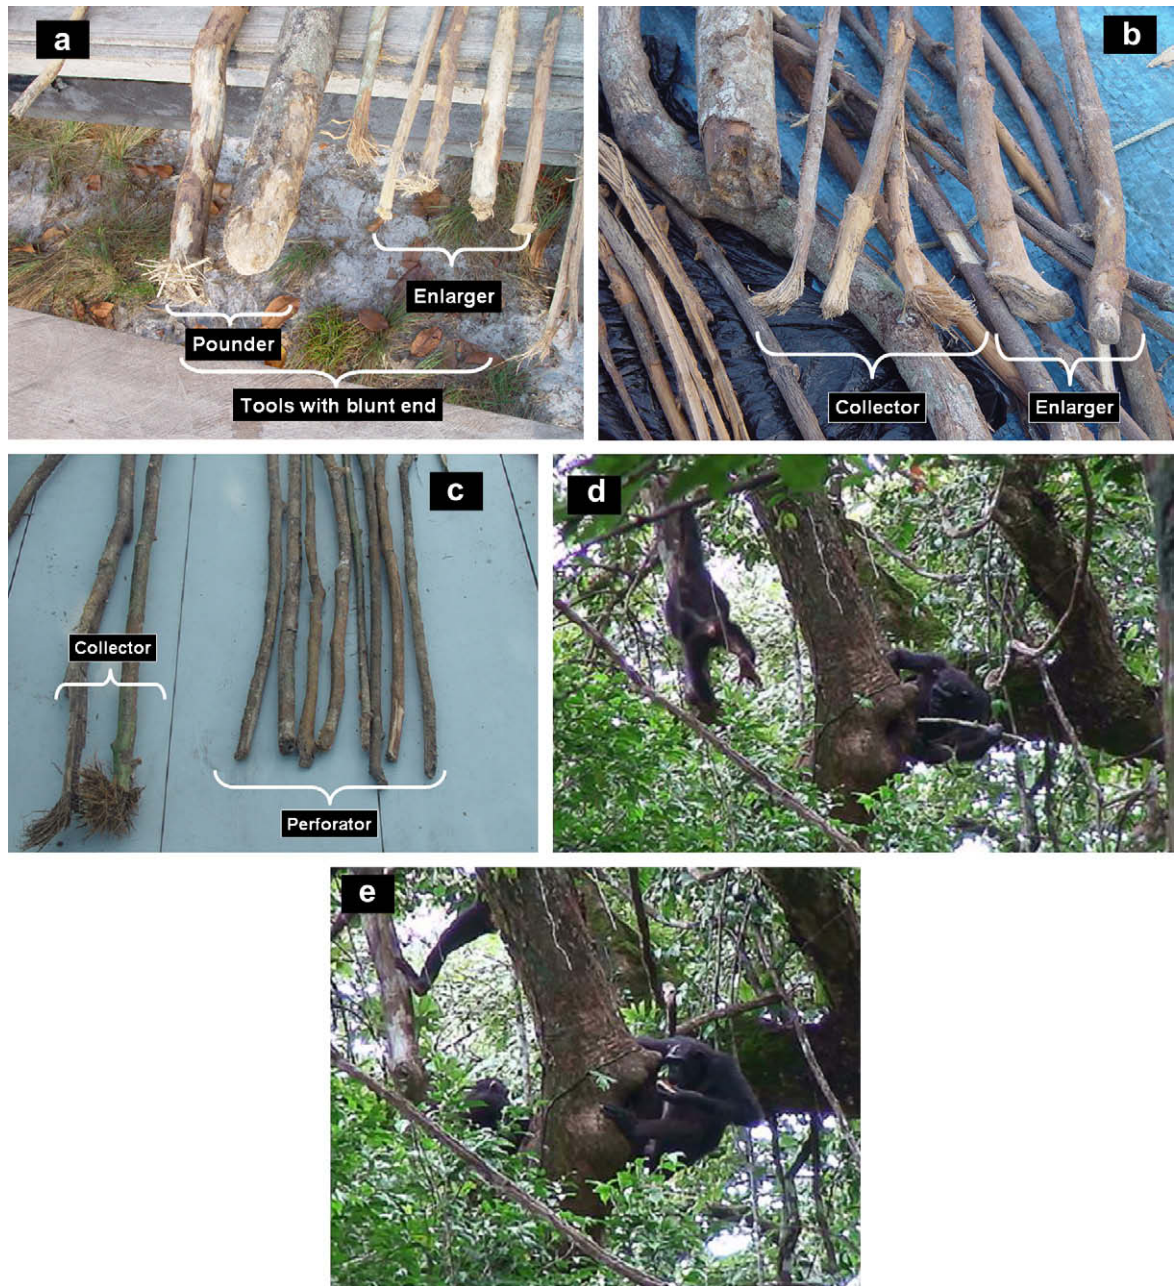 a
Enlarger
Pounder
Tools with blunt end
b
Collector
Enlarger
c
Collector
Perforator
d
e